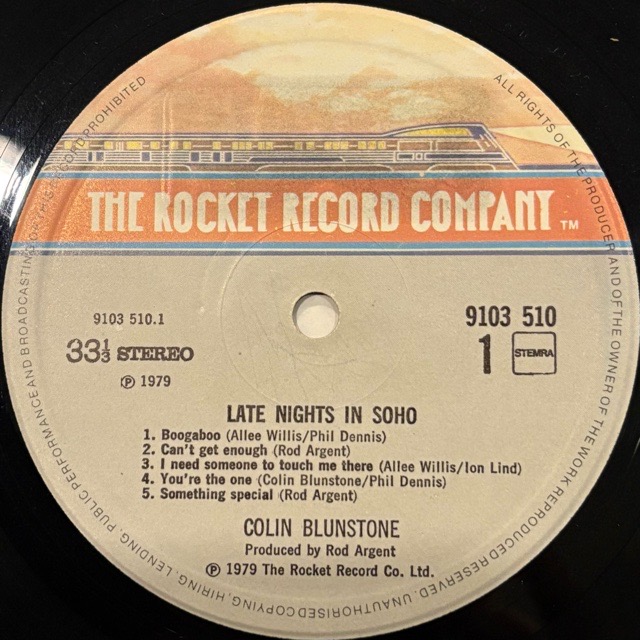 ALL RIGHTS OF THE PRODUCER AND OF THE OWNER OF THE WORK REPRODUCED RESERVED. UNAUTHORISED COPYING, HIRING, LENDING, PUBLIC PERFORMANCE AND BROADCASTING OF THIS RECORD PROHIBITED
THE ROCKET RECORD COMPANY TM
9103 510.1
9103 510
33⅓ STEREO
1 STEMRA
℗ 1979
LATE NIGHTS IN SOHO
1. Boogaboo (Allee Willis/Phil Dennis)
2. Can't get enough (Rod Argent)
3. I need someone to touch me there (Allee Willis/Ion Lind)
4. You're the one (Colin Blunstone/Phil Dennis)
5. Something special (Rod Argent)
COLIN BLUNSTONE
Produced by Rod Argent
℗ 1979 The Rocket Record Co. Ltd.